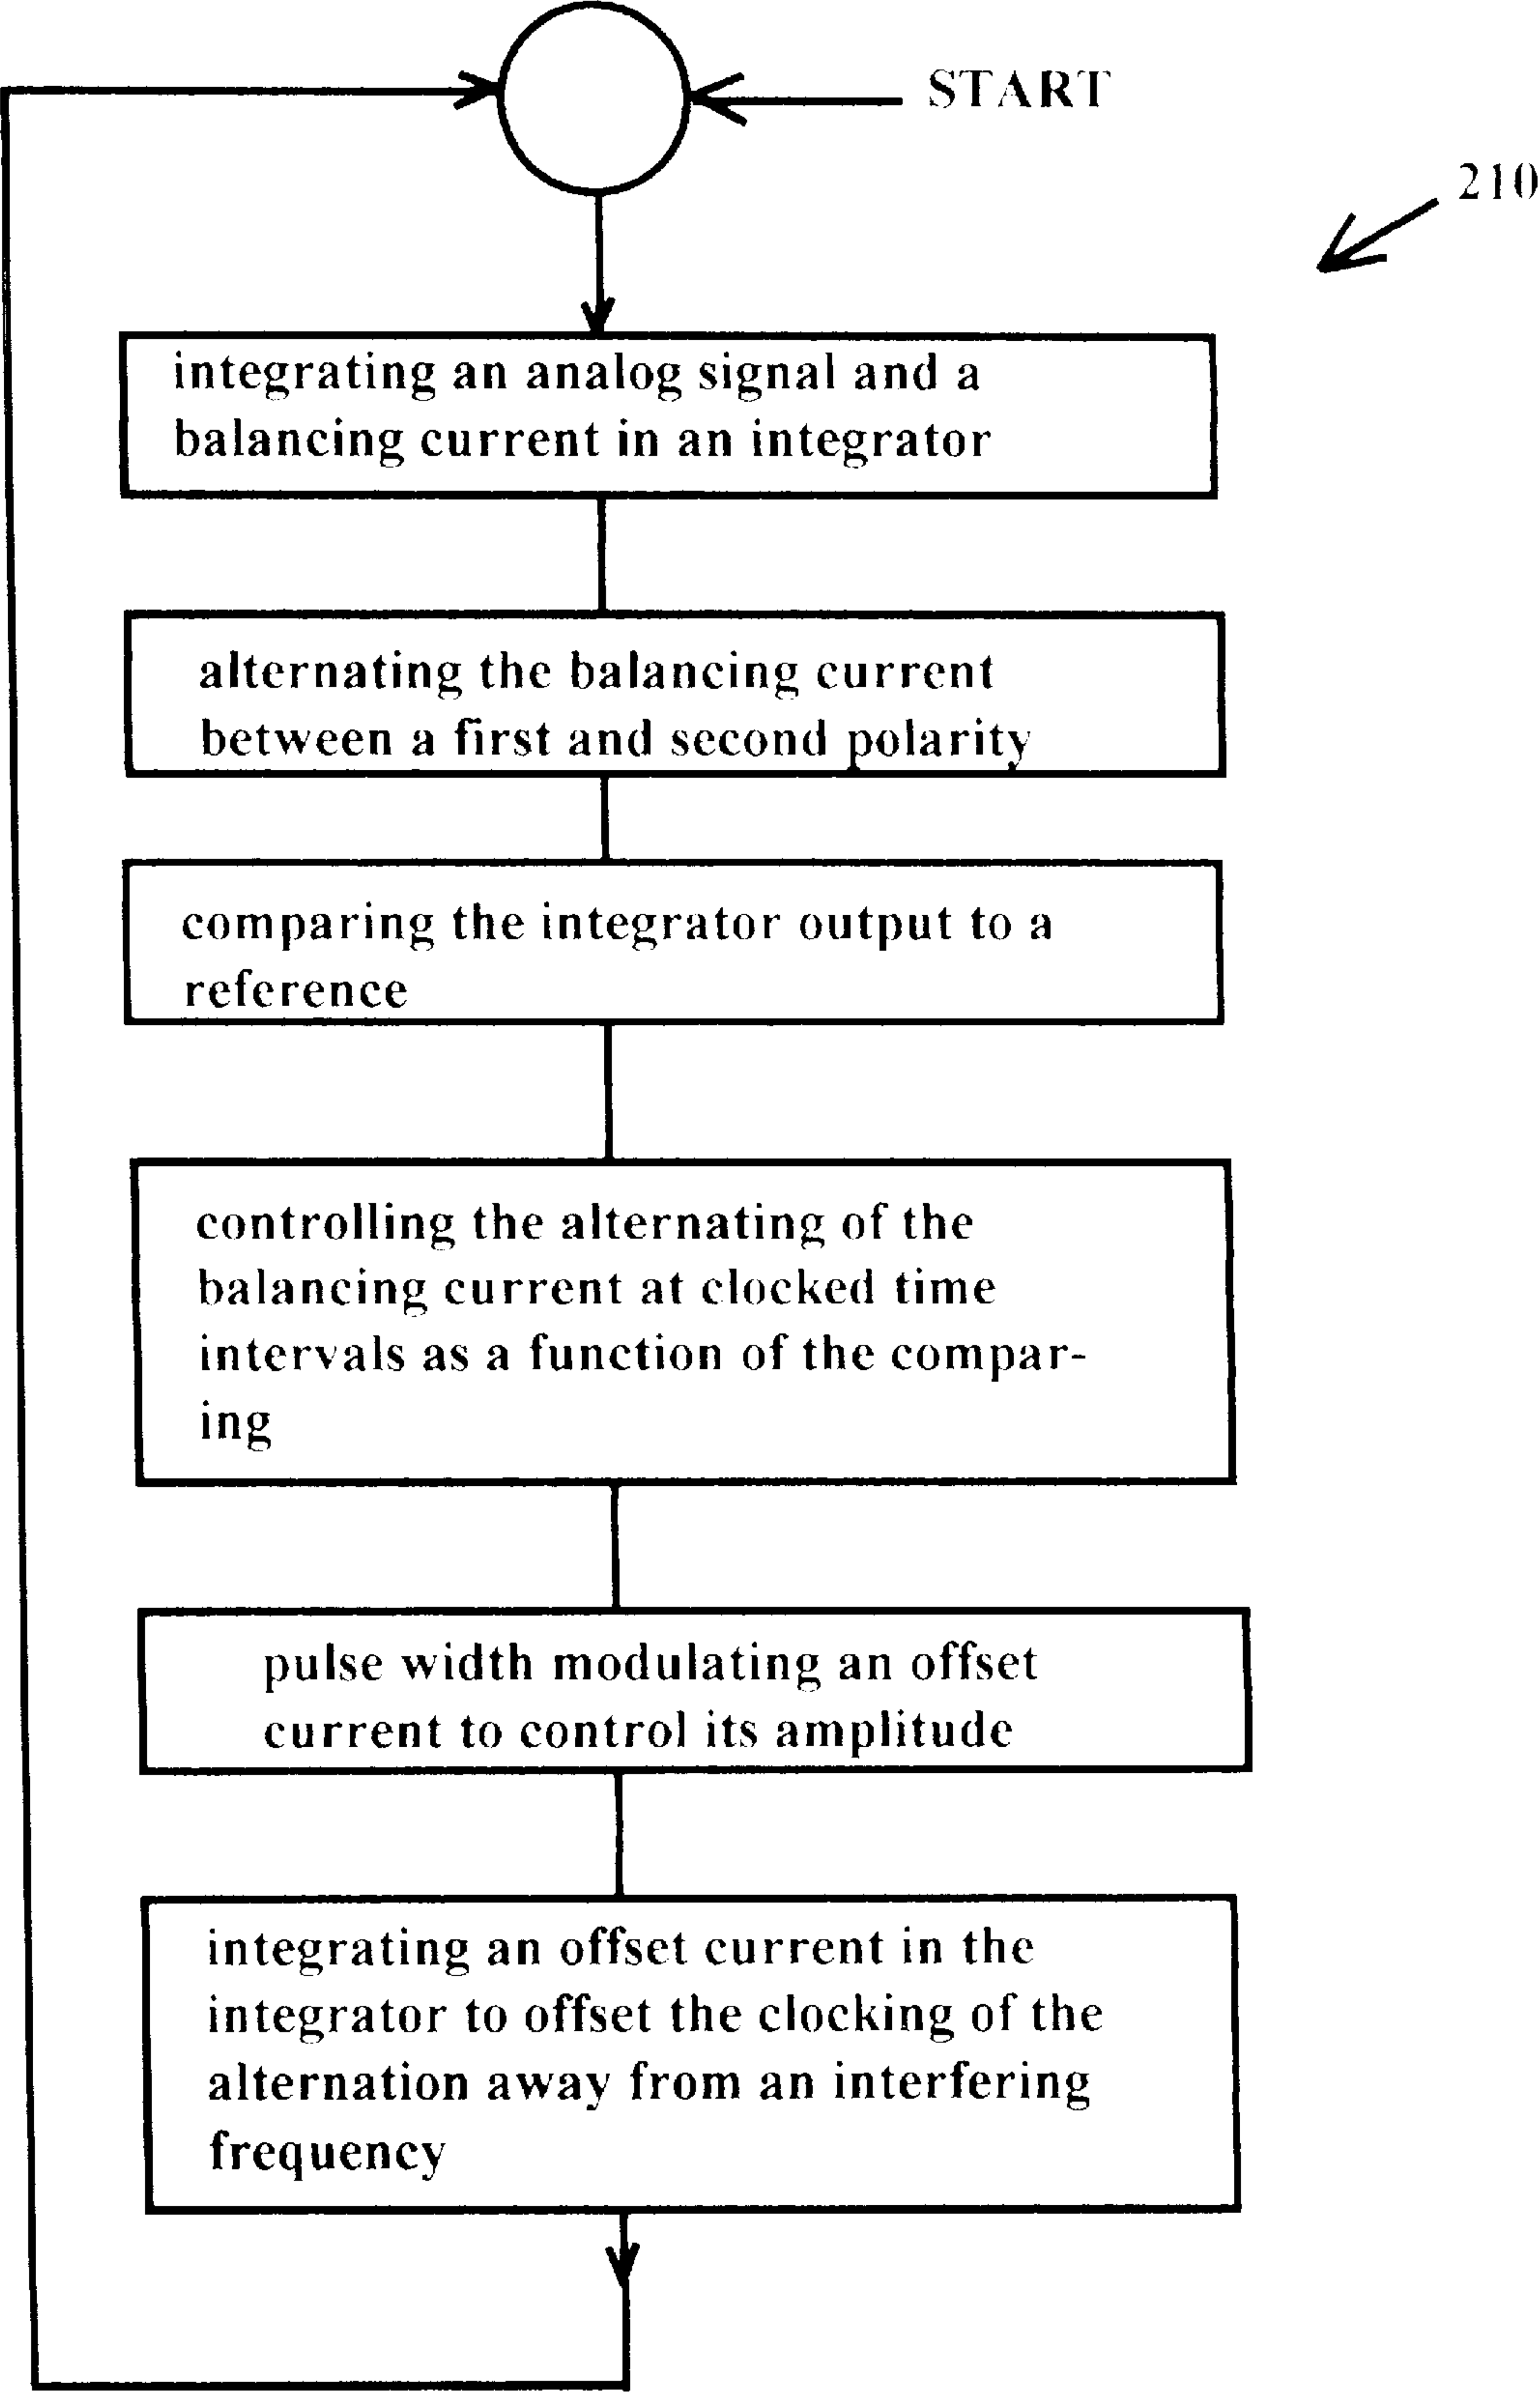 START
210
integrating an analog signal and a
balancing current in an integrator
alternating the balancing current
between a first and second polarity
comparing the integrator output to a
reference
controlling the alternating of the
balancing current at clocked time
intervals as a function of the compar-
ing
pulse width modulating an offset
current to control its amplitude
integrating an offset current in the
integrator to offset the clocking of the
alternation away from an interfering
frequency